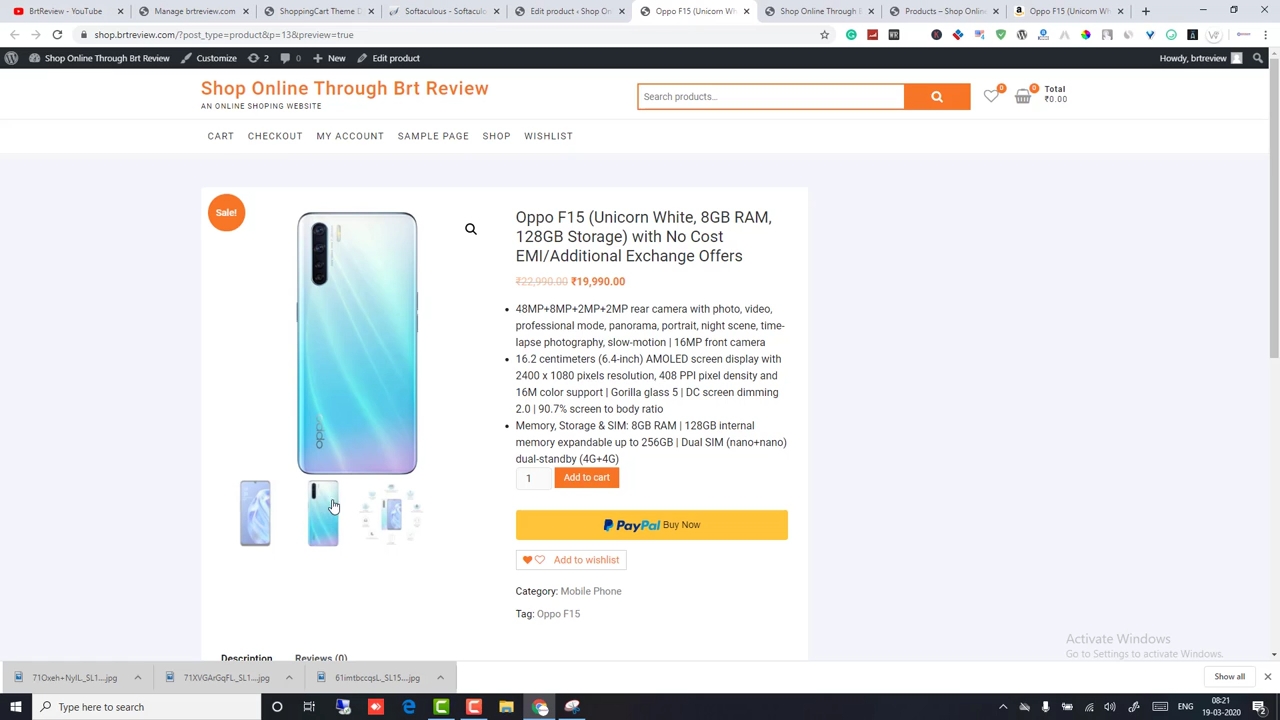 BrtReview - YouTube
Manage brtreview.com
ShoppingCart Theme D
Softaculous - Softacul
Edit product ‹ Shop On
Oppo F15 (Unicorn Wh
Shop Online Through B
Products – Shop Onlin
Oppo F15 (Unicorn W
shop.brtreview.com/?post_type=product&p=13&preview=true
Shop Online Through Brt Review
Customize
2
0
New
Edit product
Howdy, brtreview
Shop Online Through Brt Review
AN ONLINE SHOPING WEBSITE
Search products…
0
0
Total
₹0.00
CART
CHECKOUT
MY ACCOUNT
SAMPLE PAGE
SHOP
WISHLIST
Sale!
oppo
Oppo F15 (Unicorn White, 8GB RAM,
128GB Storage) with No Cost
EMI/Additional Exchange Offers
₹22,990.00 ₹19,990.00
48MP+8MP+2MP+2MP rear camera with photo, video,
professional mode, panorama, portrait, night scene, time-
lapse photography, slow-motion | 16MP front camera
16.2 centimeters (6.4-inch) AMOLED screen display with
2400 x 1080 pixels resolution, 408 PPI pixel density and
16M color support | Gorilla glass 5 | DC screen dimming
2.0 | 90.7% screen to body ratio
Memory, Storage & SIM: 8GB RAM | 128GB internal
memory expandable up to 256GB | Dual SIM (nano+nano)
dual-standby (4G+4G)
1
Add to cart
PayPal Buy Now
Add to wishlist
Category: Mobile Phone
Tag: Oppo F15
Description
Reviews (0)
Activate Windows
Go to Settings to activate Windows.
71Oxeh+NyIL_SL1....jpg
71XVGArGqFL_SL1....jpg
61imtbccqsL_SL15....jpg
Show all
Type here to search
08:21
19-03-2020
2